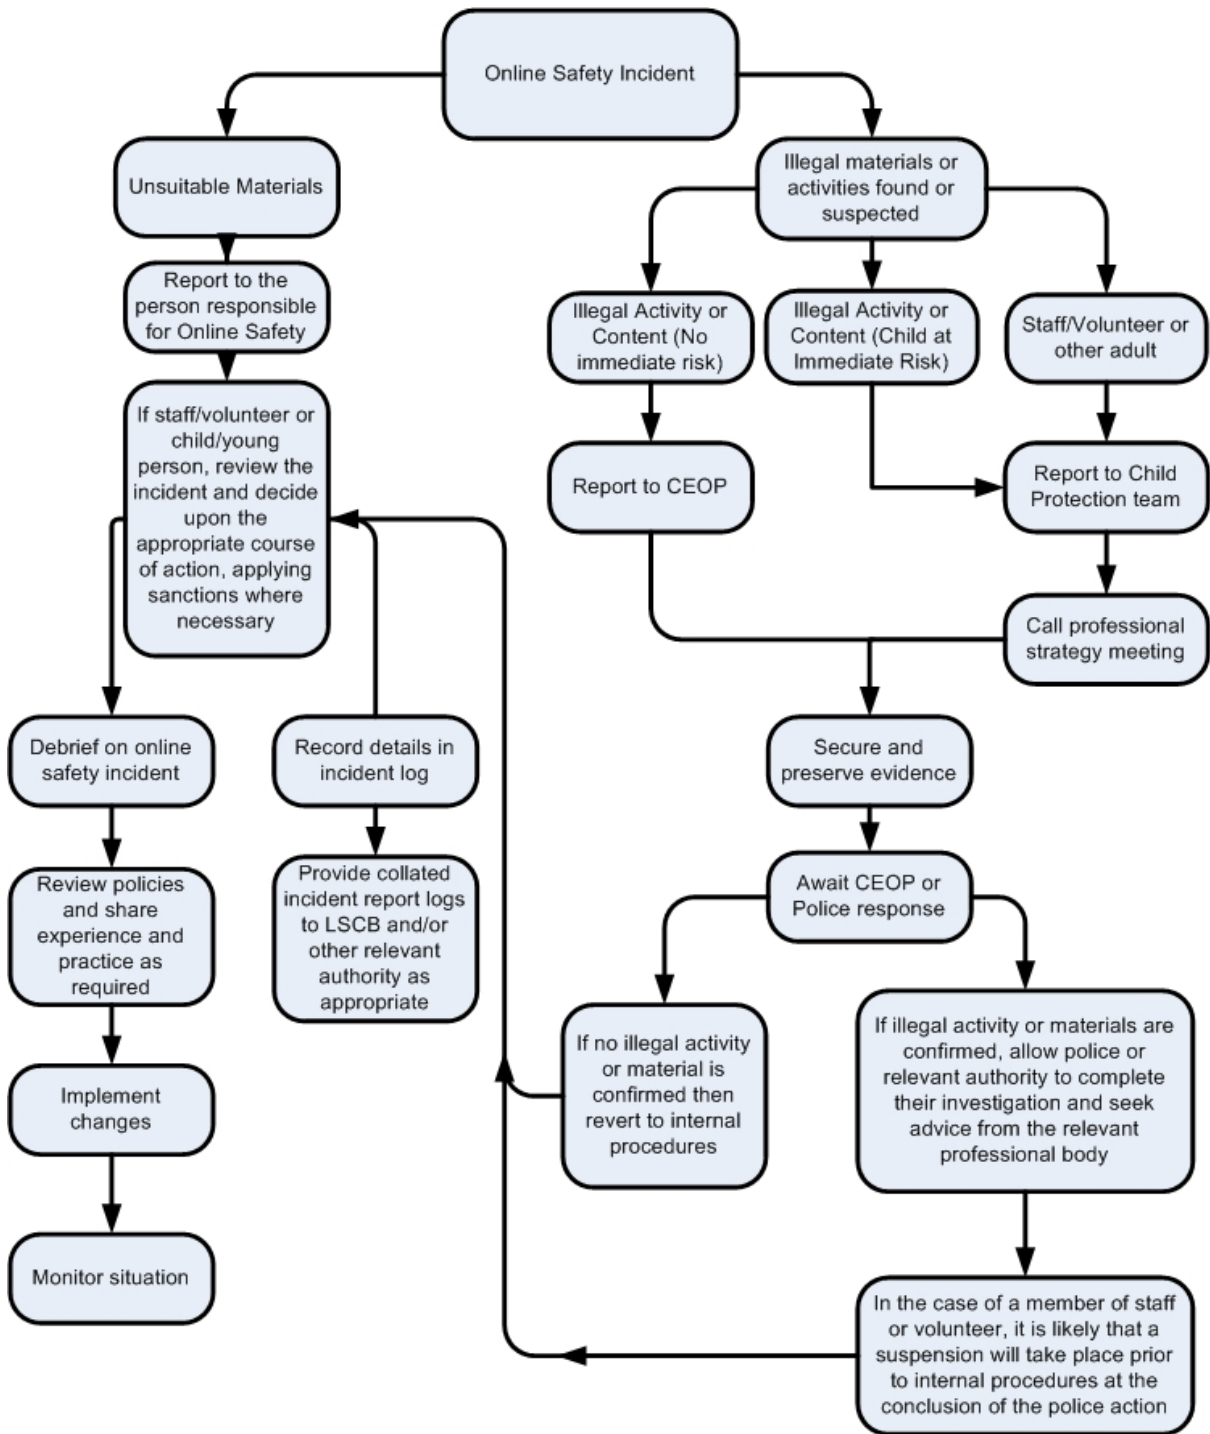 Online Safety Incident
Unsuitable Materials
Illegal materials or
activities found or
suspected
Report to the
person responsible
for Online Safety
Illegal Activity or
Content (No
immediate risk)
Illegal Activity or
Content (Child at
Immediate Risk)
Staff/Volunteer or
other adult
If staff/volunteer or
child/young
person, review the
incident and decide
upon the
appropriate course
of action, applying
sanctions where
necessary
Report to CEOP
Report to Child
Protection team
Call professional
strategy meeting
Debrief on online
safety incident
Record details in
incident log
Secure and
preserve evidence
Review policies
and share
experience and
practice as
required
Provide collated
incident report logs
to LSCB and/or
other relevant
authority as
appropriate
Await CEOP or
Police response
If no illegal activity
or material is
confirmed then
revert to internal
procedures
If illegal activity or materials are
confirmed, allow police or
relevant authority to complete
their investigation and seek
advice from the relevant
professional body
Implement
changes
Monitor situation
In the case of a member of staff
or volunteer, it is likely that a
suspension will take place prior
to internal procedures at the
conclusion of the police action